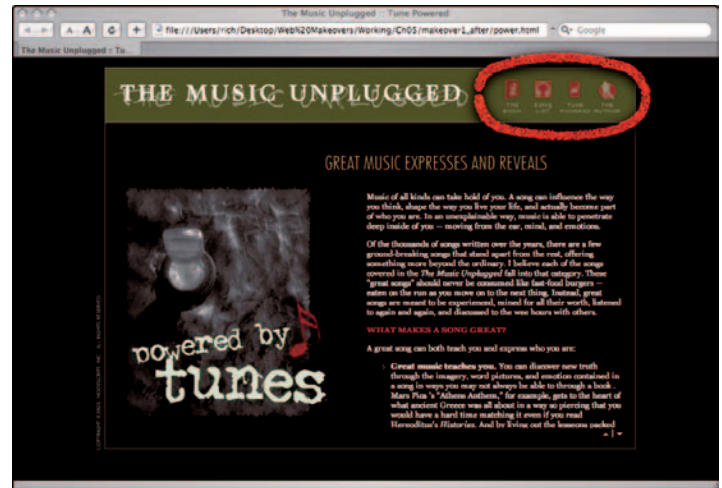 The Music Unplugged :: Tune Powered
A A
file:///Users/rich/Desktop/Web%20Makeovers/Working/Ch05/makeover1_after/power.html
Google
The Music Unplugged :: Tu...
THE MUSIC UNPLUGGED
THE BOOK
SONG LIST
TUNE POWERED
THE AUTHOR
GREAT MUSIC EXPRESSES AND REVEALS
Music of all kinds can take hold of you. A song can influence the way
you think, shape the way you live your life, and actually become part
of who you are. In an unexplainable way, music is able to penetrate
deep inside of you — moving from the ear, mind, and emotions.
Of the thousands of songs written over the years, there are a few
ground-breaking songs that stand apart from the rest, offering
something more beyond the ordinary. I believe each of the songs
covered in the The Music Unplugged fall into that category. These
"great songs" should never be consumed like fast-food burgers —
eaten on the run as you move on to the next thing. Instead, great
songs are meant to be experienced, mined for all their worth, listened
to again and again, and discussed to the wee hours with others.
WHAT MAKES A SONG GREAT?
A great song can both teach you and express who you are:
Great music teaches you. You can discover new truth
through the imagery, word pictures, and emotion contained in
a song in ways you may not always be able to through a book .
Mars Pica 's "Athens Anthem," for example, gets to the heart of
what ancient Greece was all about in a way so piercing that you
would have a hard time matching it even if you read
Heroditus's Histories. And by living out the lessons packed
powered by
tunes